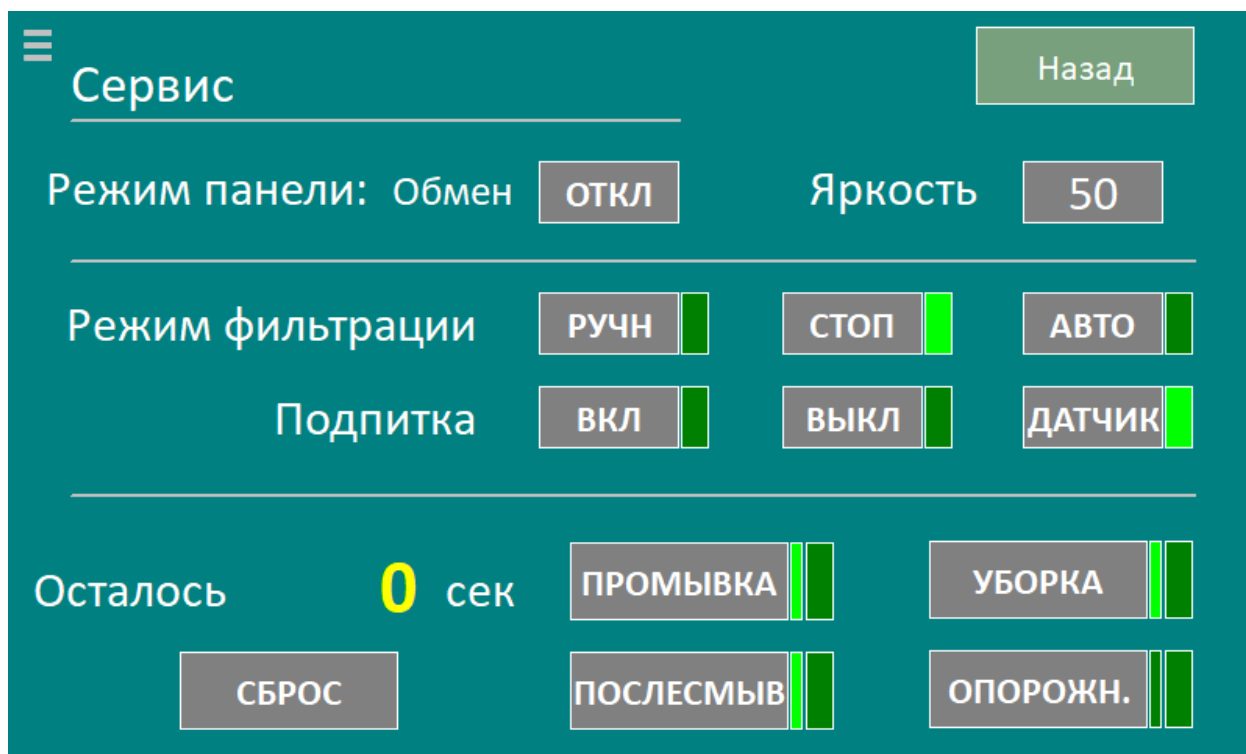 Назад
Сервис
Режим панели: Обмен ОТКЛ Яркость 50
Режим фильтрации РУЧН СТОП АВТО
Подпитка ВКЛ ВЫКЛ ДАТЧИК
Осталось 0 сек ПРОМЫВКА УБОРКА
СБРОС ПОСЛЕСМЫВ ОПОРОЖН.